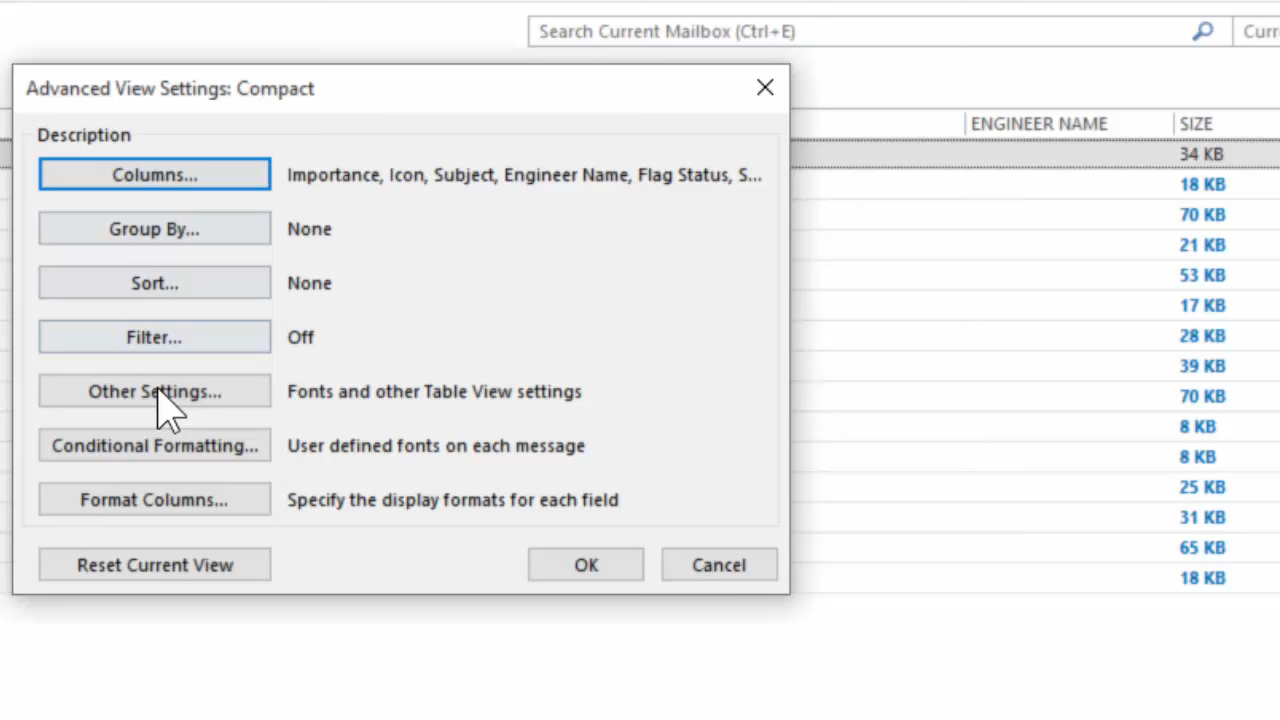 Search Current Mailbox (Ctrl+E)
Curr
Advanced View Settings: Compact
Description
ENGINEER NAME
SIZE
34 KB
Columns...
Importance, Icon, Subject, Engineer Name, Flag Status, S...
18 KB
70 KB
Group By...
None
21 KB
Sort...
None
53 KB
17 KB
Filter...
Off
28 KB
39 KB
Other Settings...
Fonts and other Table View settings
70 KB
8 KB
Conditional Formatting...
User defined fonts on each message
8 KB
25 KB
Format Columns...
Specify the display formats for each field
31 KB
65 KB
Reset Current View
OK
Cancel
18 KB